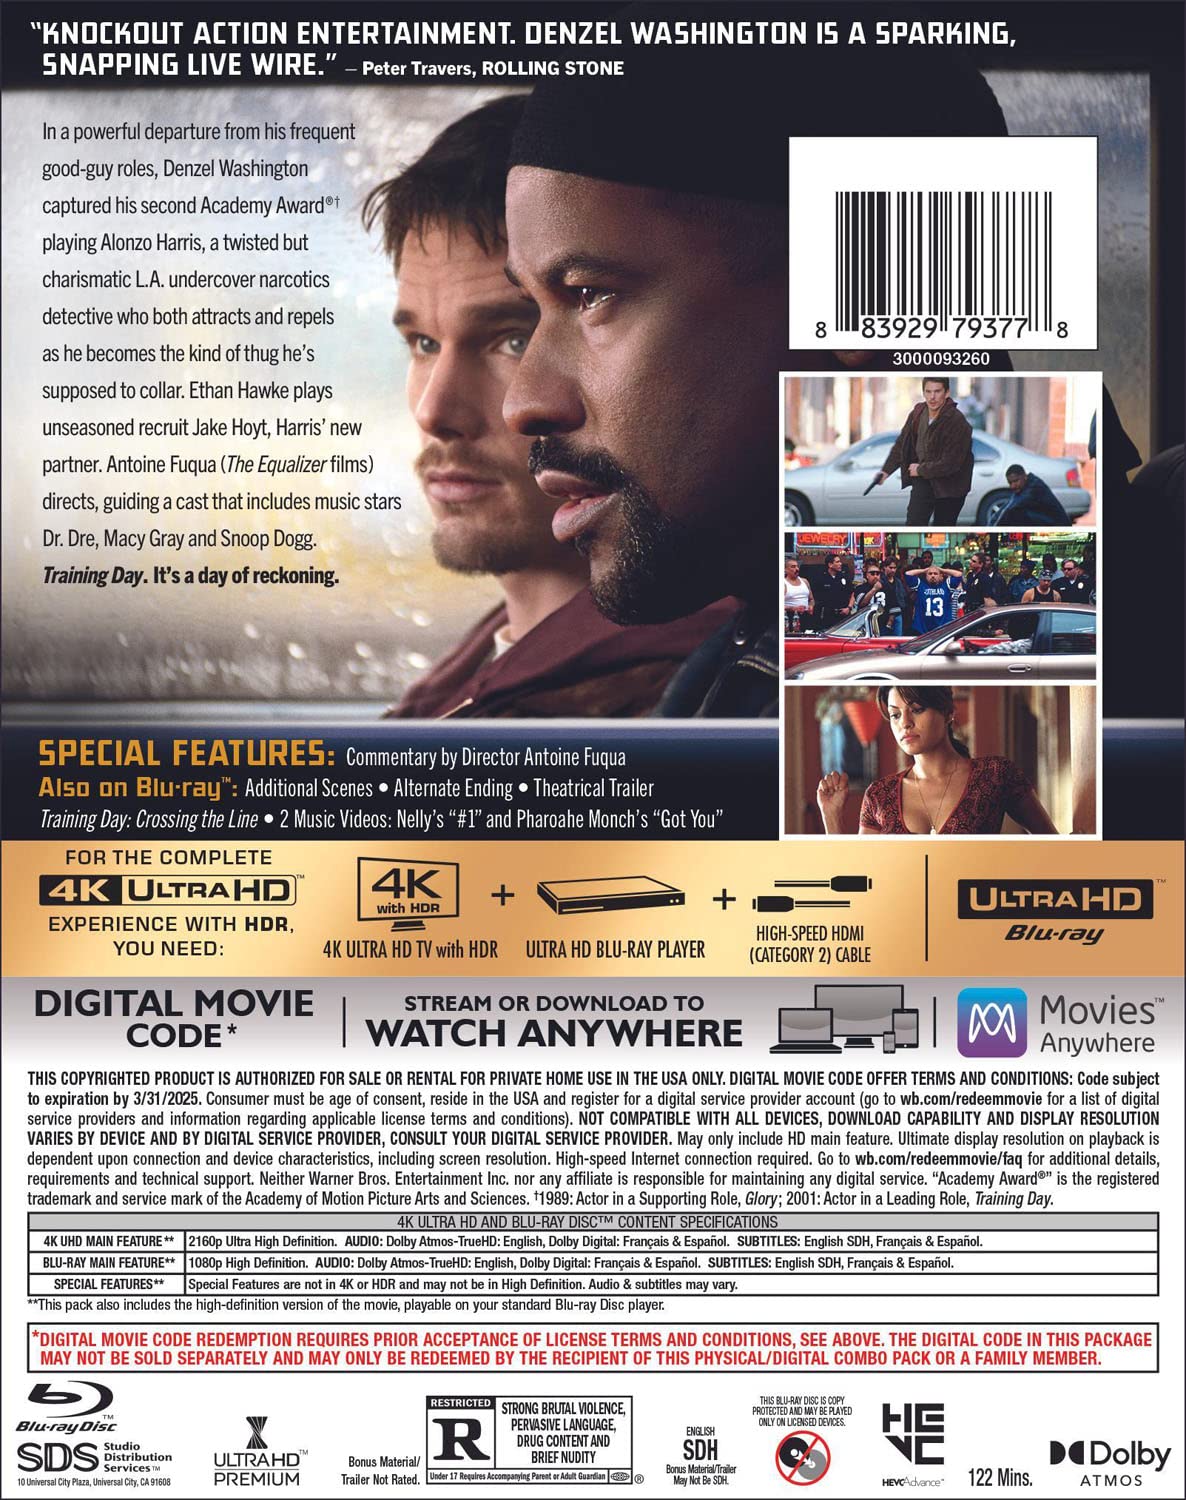 “KNOCKOUT ACTION ENTERTAINMENT. DENZEL WASHINGTON IS A SPARKING,
SNAPPING LIVE WIRE.” – Peter Travers, ROLLING STONE
In a powerful departure from his frequent
good-guy roles, Denzel Washington
captured his second Academy Award®†
playing Alonzo Harris, a twisted but
charismatic L.A. undercover narcotics
detective who both attracts and repels
as he becomes the kind of thug he’s
supposed to collar. Ethan Hawke plays
unseasoned recruit Jake Hoyt, Harris’ new
partner. Antoine Fuqua (The Equalizer films)
directs, guiding a cast that includes music stars
Dr. Dre, Macy Gray and Snoop Dogg.
Training Day. It’s a day of reckoning.
8 83929 79377 8
3000093260
JEWELRY
13
SPECIAL FEATURES: Commentary by Director Antoine Fuqua
Also on Blu-ray™: Additional Scenes • Alternate Ending • Theatrical Trailer
Training Day: Crossing the Line • 2 Music Videos: Nelly’s “#1” and Pharoahe Monch’s “Got You”
FOR THE COMPLETE
4K ULTRA HD™
EXPERIENCE WITH HDR,
YOU NEED:
4K
with HDR
4K ULTRA HD TV with HDR
+
ULTRA HD BLU-RAY PLAYER
+
HIGH-SPEED HDMI
(CATEGORY 2) CABLE
ULTRA HD™
Blu-ray
DIGITAL MOVIE
CODE*
STREAM OR DOWNLOAD TO
WATCH ANYWHERE
Movies™
Anywhere
THIS COPYRIGHTED PRODUCT IS AUTHORIZED FOR SALE OR RENTAL FOR PRIVATE HOME USE IN THE USA ONLY. DIGITAL MOVIE CODE OFFER TERMS AND CONDITIONS: Code subject
to expiration by 3/31/2025. Consumer must be age of consent, reside in the USA and register for a digital service provider account (go to wb.com/redeemmovie for a list of digital
service providers and information regarding applicable license terms and conditions). NOT COMPATIBLE WITH ALL DEVICES, DOWNLOAD CAPABILITY AND DISPLAY RESOLUTION
VARIES BY DEVICE AND BY DIGITAL SERVICE PROVIDER, CONSULT YOUR DIGITAL SERVICE PROVIDER. May only include HD main feature. Ultimate display resolution on playback is
dependent upon connection and device characteristics, including screen resolution. High-speed Internet connection required. Go to wb.com/redeemmovie/faq for additional details,
requirements and technical support. Neither Warner Bros. Entertainment Inc. nor any affiliate is responsible for maintaining any digital service. “Academy Award®” is the registered
trademark and service mark of the Academy of Motion Picture Arts and Sciences. †1989: Actor in a Supporting Role, Glory; 2001: Actor in a Leading Role, Training Day.
4K ULTRA HD AND BLU-RAY DISC™ CONTENT SPECIFICATIONS
4K UHD MAIN FEATURE** 2160p Ultra High Definition. AUDIO: Dolby Atmos-TrueHD: English, Dolby Digital: Français & Español. SUBTITLES: English SDH, Français & Español.
BLU-RAY MAIN FEATURE** 1080p High Definition. AUDIO: Dolby Atmos-TrueHD: English, Dolby Digital: Français & Español. SUBTITLES: English SDH, Français & Español.
SPECIAL FEATURES** Special Features are not in 4K or HDR and may not be in High Definition. Audio & subtitles may vary.
**This pack also includes the high-definition version of the movie, playable on your standard Blu-ray Disc player.
*DIGITAL MOVIE CODE REDEMPTION REQUIRES PRIOR ACCEPTANCE OF LICENSE TERMS AND CONDITIONS, SEE ABOVE. THE DIGITAL CODE IN THIS PACKAGE
MAY NOT BE SOLD SEPARATELY AND MAY ONLY BE REDEEMED BY THE RECIPIENT OF THIS PHYSICAL/DIGITAL COMBO PACK OR A FAMILY MEMBER.
Blu-ray Disc™
SDS Studio
Distribution
Services™
10 Universal City Plaza, Universal City, CA 91608
ULTRA HD™
PREMIUM
Bonus Material/
Trailer Not Rated.
RESTRICTED
R
STRONG BRUTAL VIOLENCE,
PERVASIVE LANGUAGE,
DRUG CONTENT AND
BRIEF NUDITY
Under 17 Requires Accompanying Parent or Adult Guardian
®
ENGLISH
SDH
Bonus Material/Trailer
May Not Be SDH.
THIS BLU-RAY DISC IS COPY
PROTECTED AND MAY BE PLAYED
ONLY ON LICENSED DEVICES.
HEVC
HEVCAdvance™
122 Mins.
Dolby
ATMOS